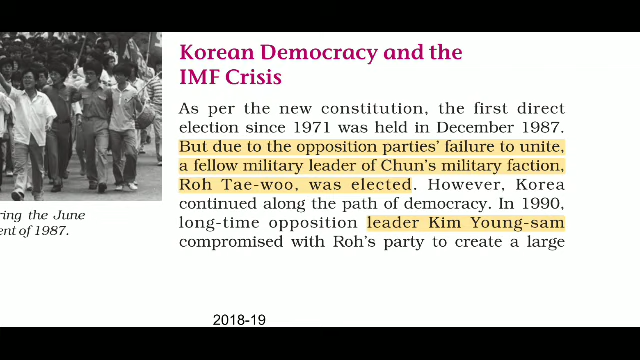 Korean Democracy and the
IMF Crisis
As per the new constitution, the first direct
election since 1971 was held in December 1987.
But due to the opposition parties' failure to unite,
a fellow military leader of Chun's military faction,
Roh Tae-woo, was elected. However, Korea
continued along the path of democracy. In 1990,
long-time opposition leader Kim Young-sam
compromised with Roh's party to create a large
ring the June
ent of 1987.
2018-19